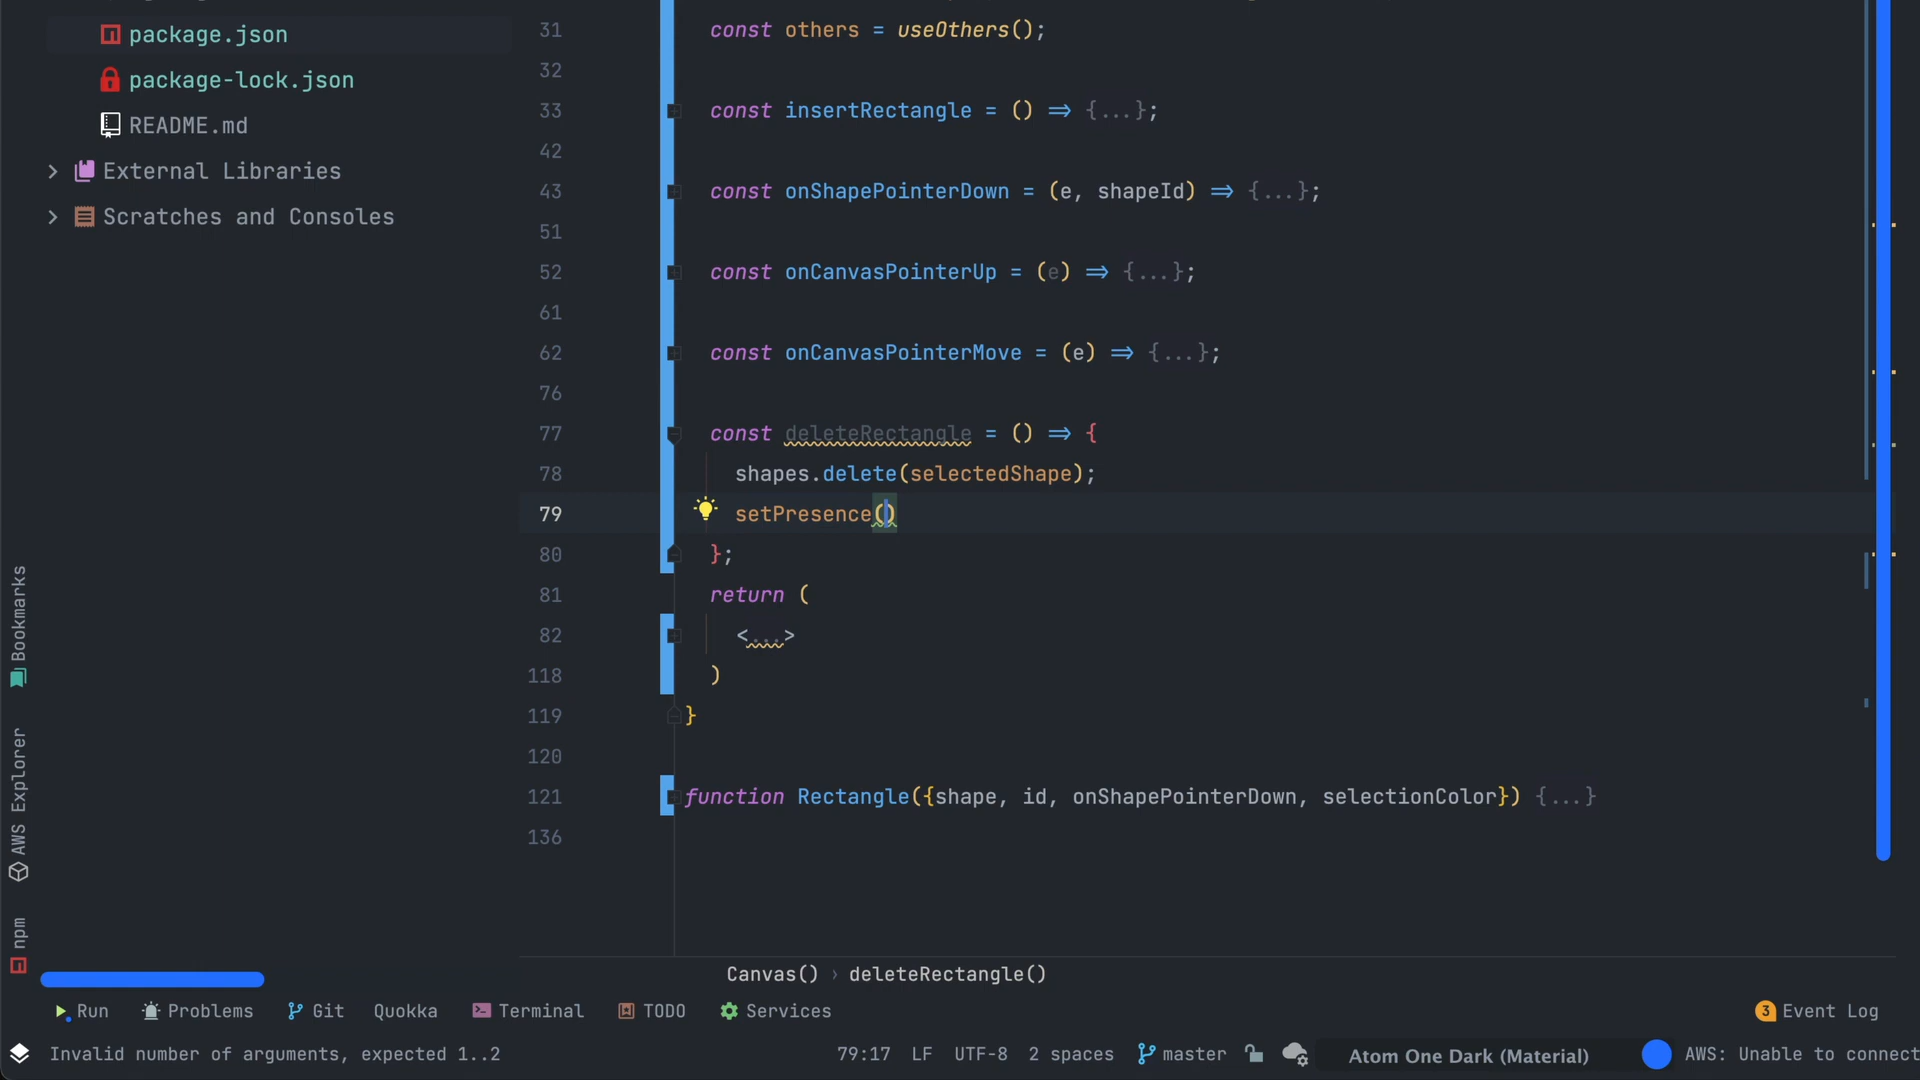 package.json
package-lock.json
README.md
External Libraries
Scratches and Consoles
Bookmarks
AWS Explorer
npm
31 const others = useOthers();
32
33 const insertRectangle = () => {...};
42
43 const onShapePointerDown = (e, shapeId) => {...};
51
52 const onCanvasPointerUp = (e) => {...};
61
62 const onCanvasPointerMove = (e) => {...};
76
77 const deleteRectangle = () => {
78 shapes.delete(selectedShape);
79 setPresence()
80 };
81 return (
82 <...>
118 )
119 }
120
121 function Rectangle({shape, id, onShapePointerDown, selectionColor}) {...}
136
Canvas() › deleteRectangle()
Run Problems Git Quokka Terminal TODO Services 3 Event Log
Invalid number of arguments, expected 1..2 79:17 LF UTF-8 2 spaces master Atom One Dark (Material) AWS: Unable to connect